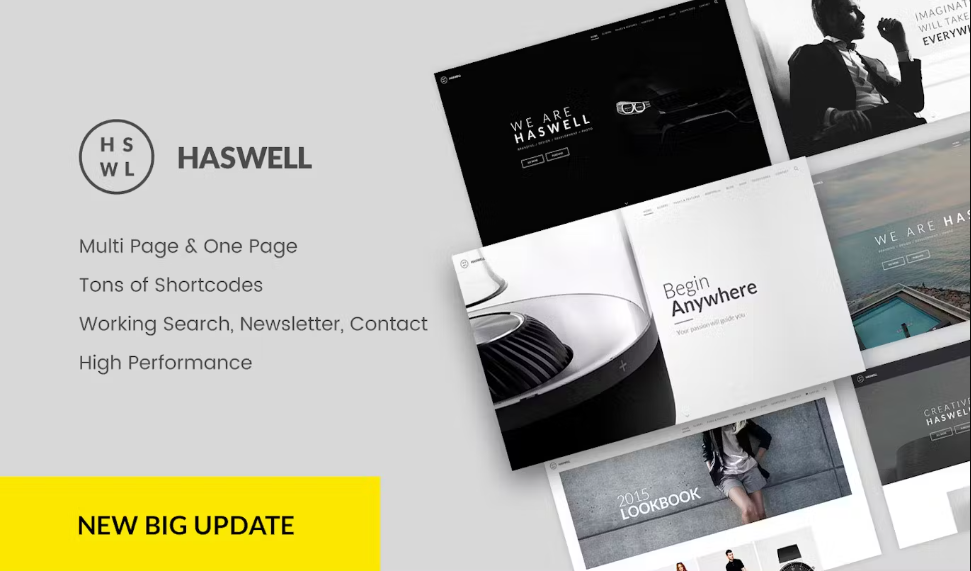 H S
W L
HASWELL
Multi Page & One Page
Tons of Shortcodes
Working Search, Newsletter, Contact
High Performance
NEW BIG UPDATE
WE ARE
HASWELL
IMAGINAT
WILL TAKE
EVERYWH
WE ARE HAS
Begin
Anywhere
Your passion will guide you
CREATIVE
HASWELL
2015
LOOKBOOK